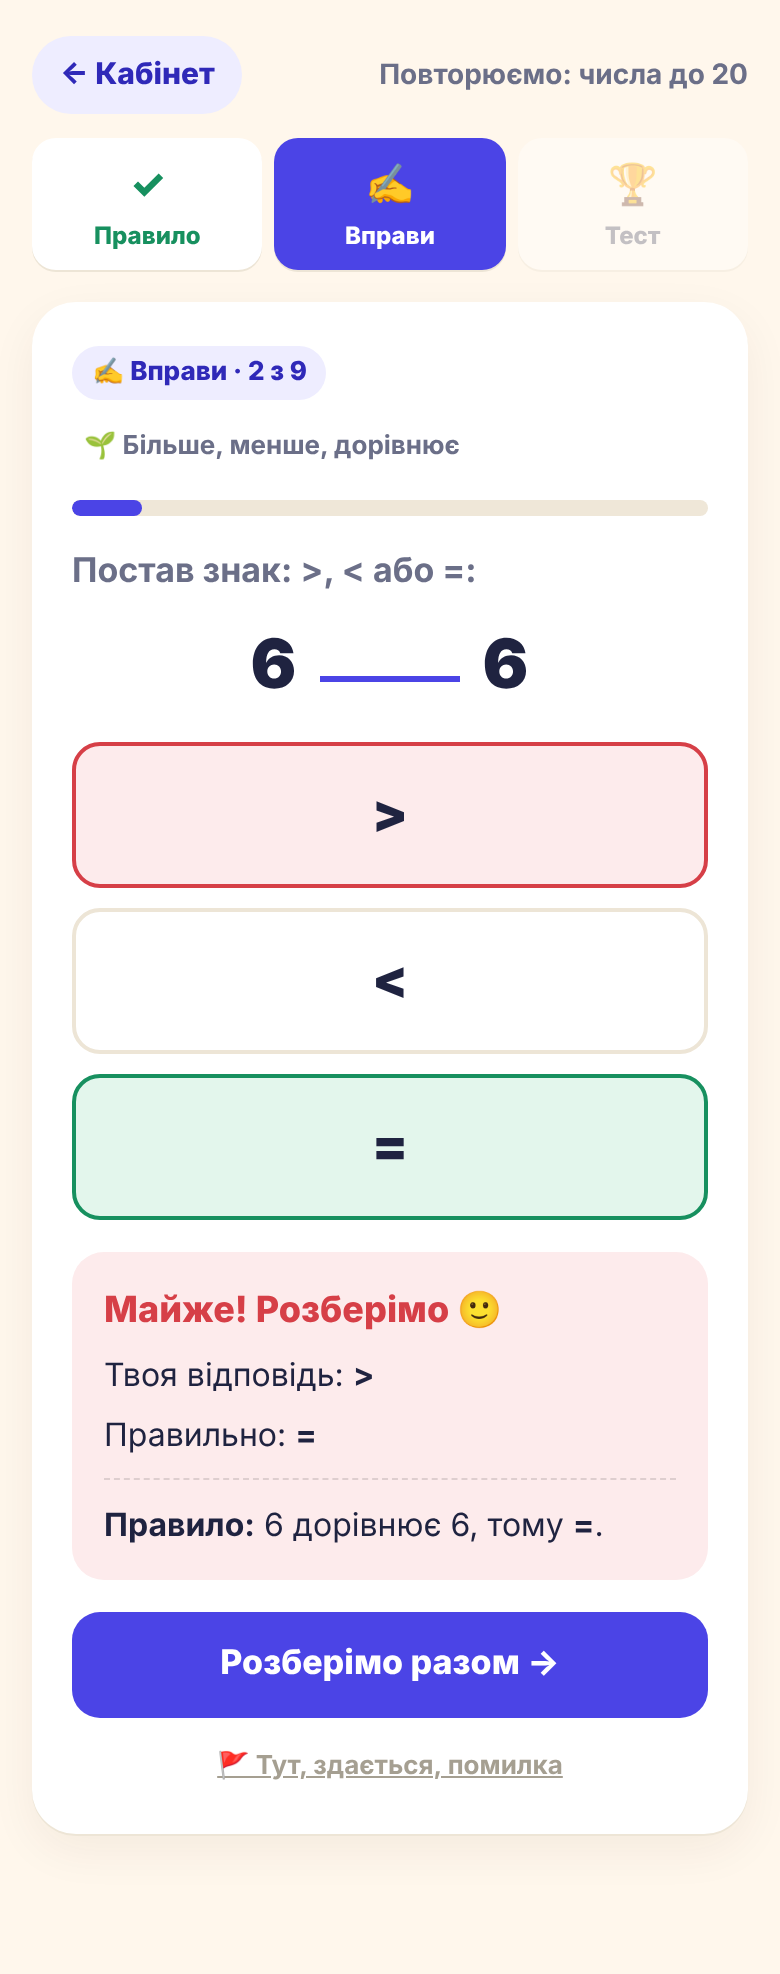 ← Кабінет
Повторюємо: числа до 20
Правило
Вправи
Тест
Вправи · 2 з 9
Більше, менше, дорівнює
Постав знак: >, < або =:
6 ____ 6
>
<
=
Майже! Розберімо 🙂
Твоя відповідь: >
Правильно: =
Правило: 6 дорівнює 6, тому =.
Розберімо разом →
Тут, здається, помилка